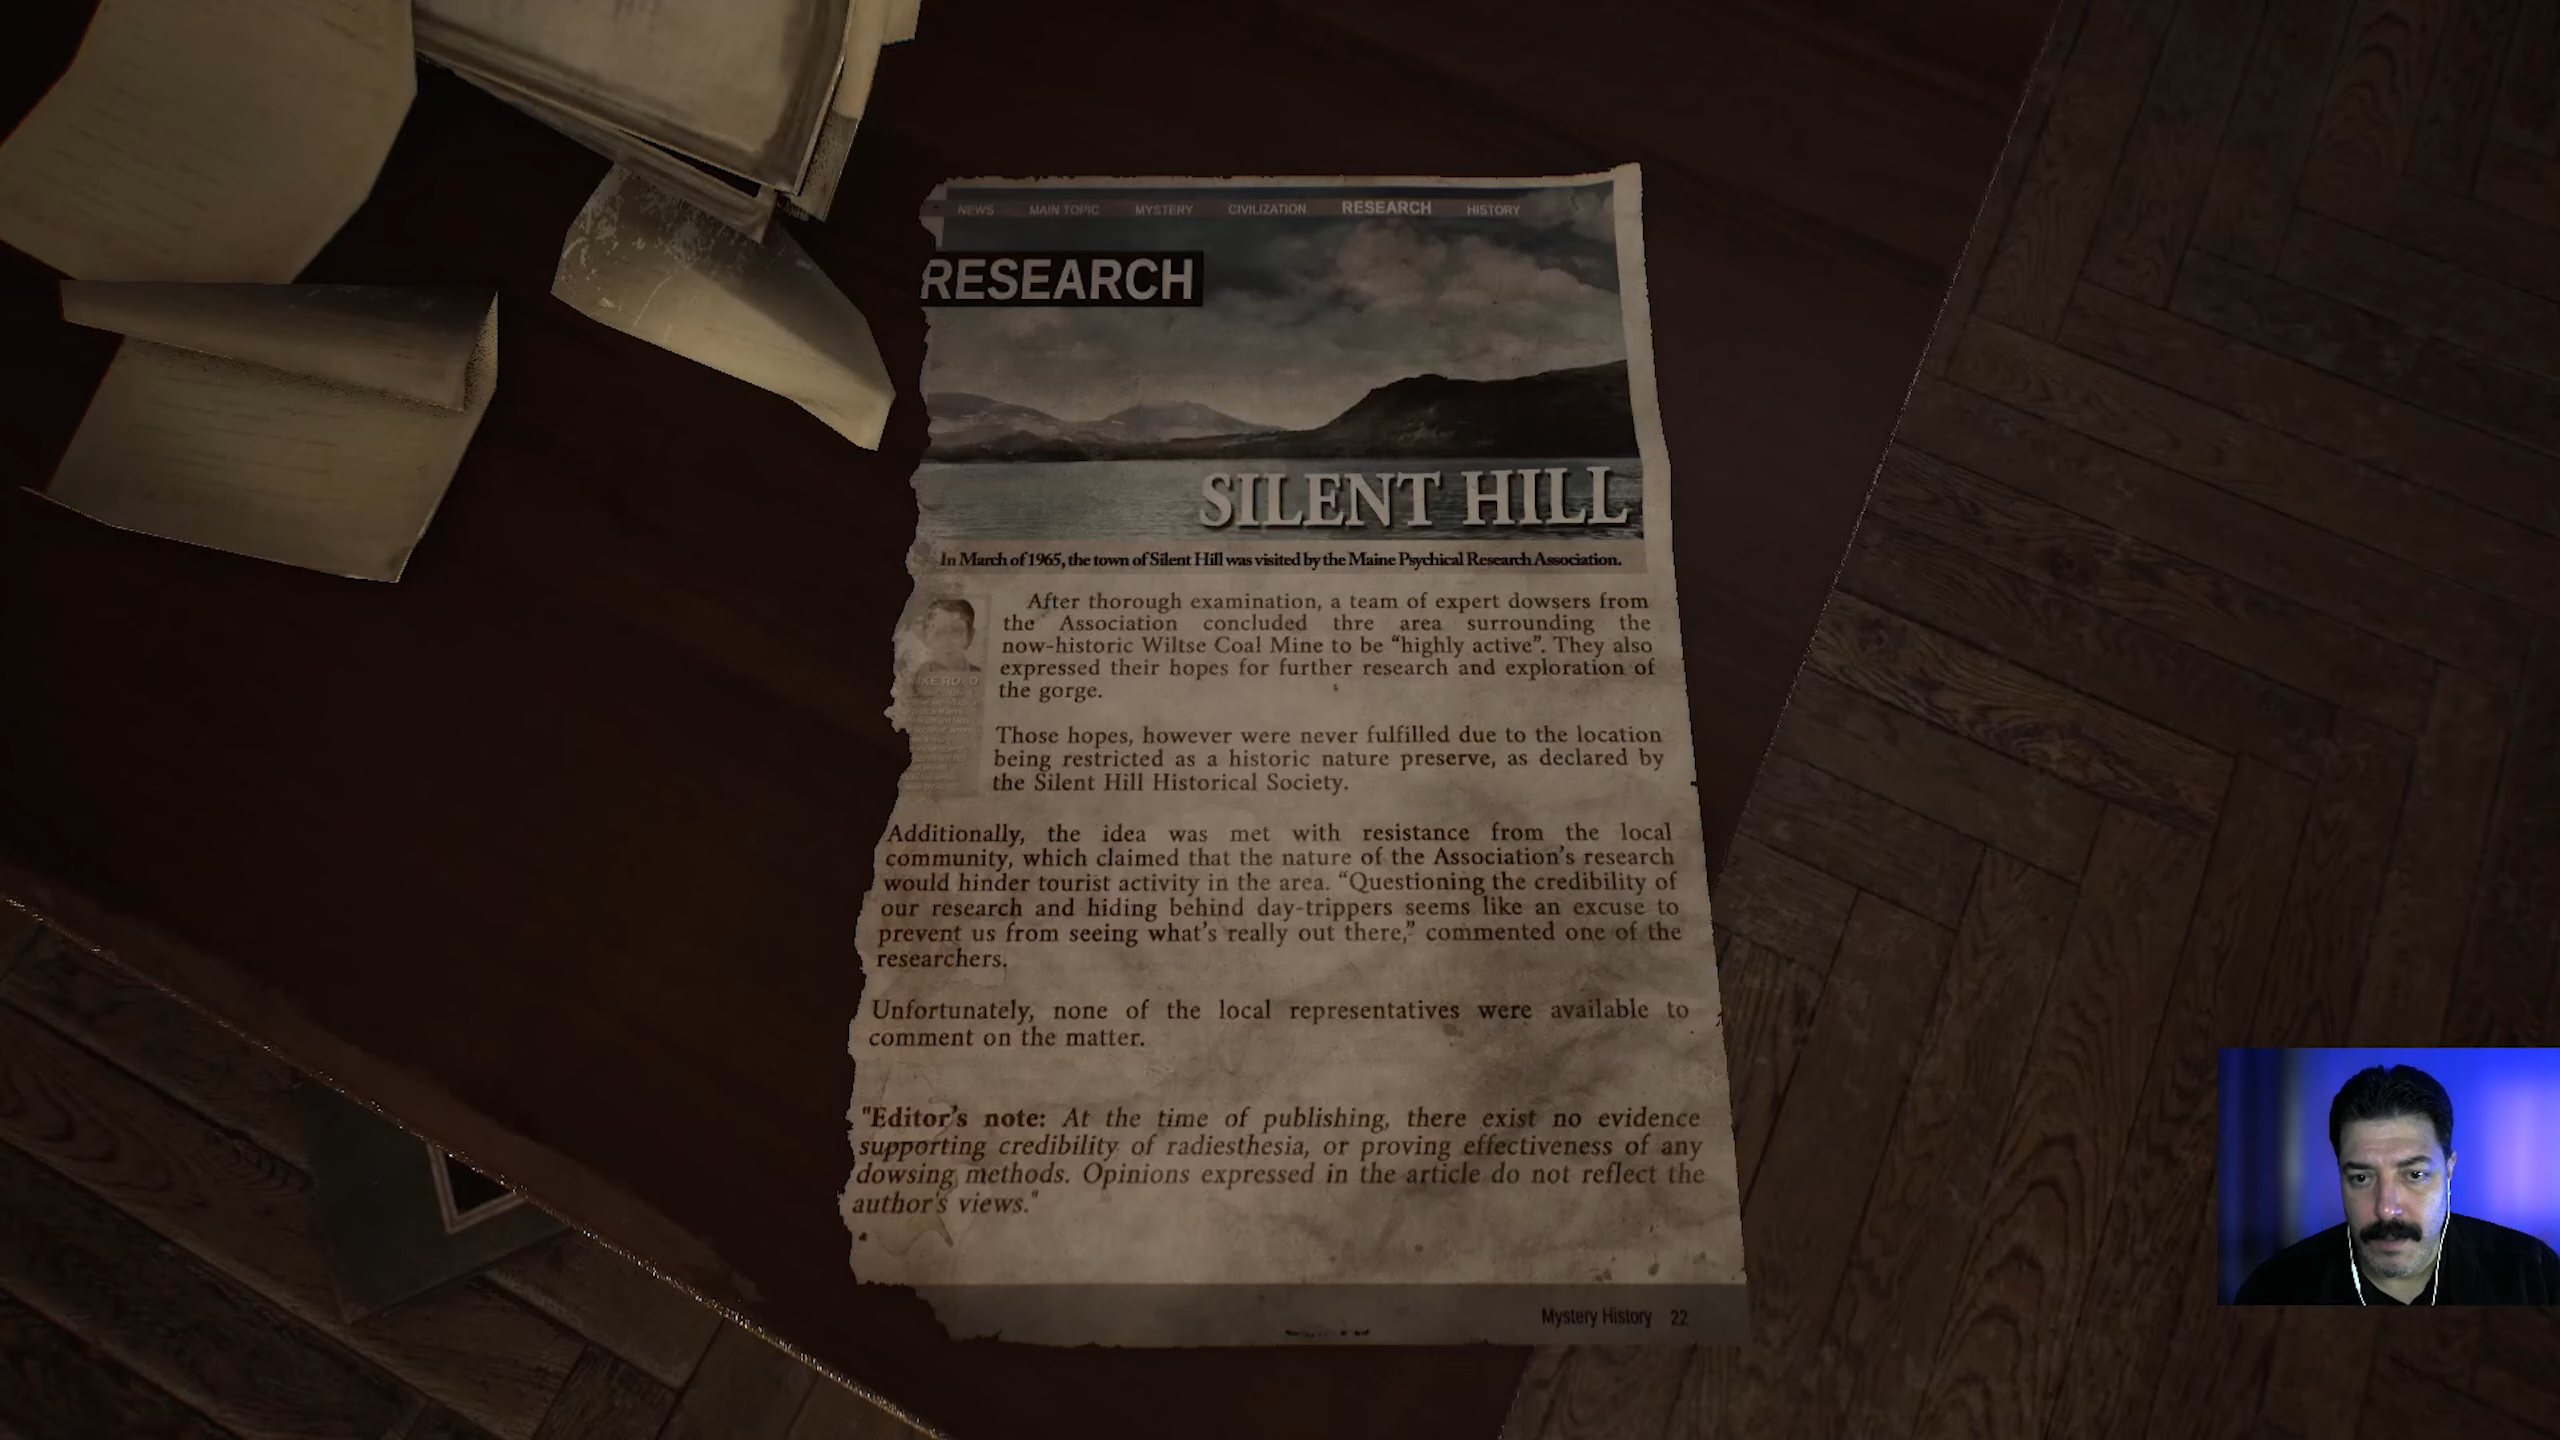 NEWS MAIN TOPIC MYSTERY CIVILIZATION RESEARCH HISTORY
RESEARCH
SILENT HILL
In March of 1965, the town of Silent Hill was visited by the Maine Psychical Research Association.
After thorough examination, a team of expert dowsers from
the Association concluded thre area surrounding the
now-historic Wiltse Coal Mine to be “highly active”. They also
expressed their hopes for further research and exploration of
the gorge.
Those hopes, however were never fulfilled due to the location
being restricted as a historic nature preserve, as declared by
the Silent Hill Historical Society.
Additionally, the idea was met with resistance from the local
community, which claimed that the nature of the Association’s research
would hinder tourist activity in the area. “Questioning the credibility of
our research and hiding behind day-trippers seems like an excuse to
prevent us from seeing what’s really out there,” commented one of the
researchers.
Unfortunately, none of the local representatives were available to
comment on the matter.
"Editor’s note: At the time of publishing, there exist no evidence
supporting credibility of radiesthesia, or proving effectiveness of any
dowsing methods. Opinions expressed in the article do not reflect the
author's views."
Mystery History 22